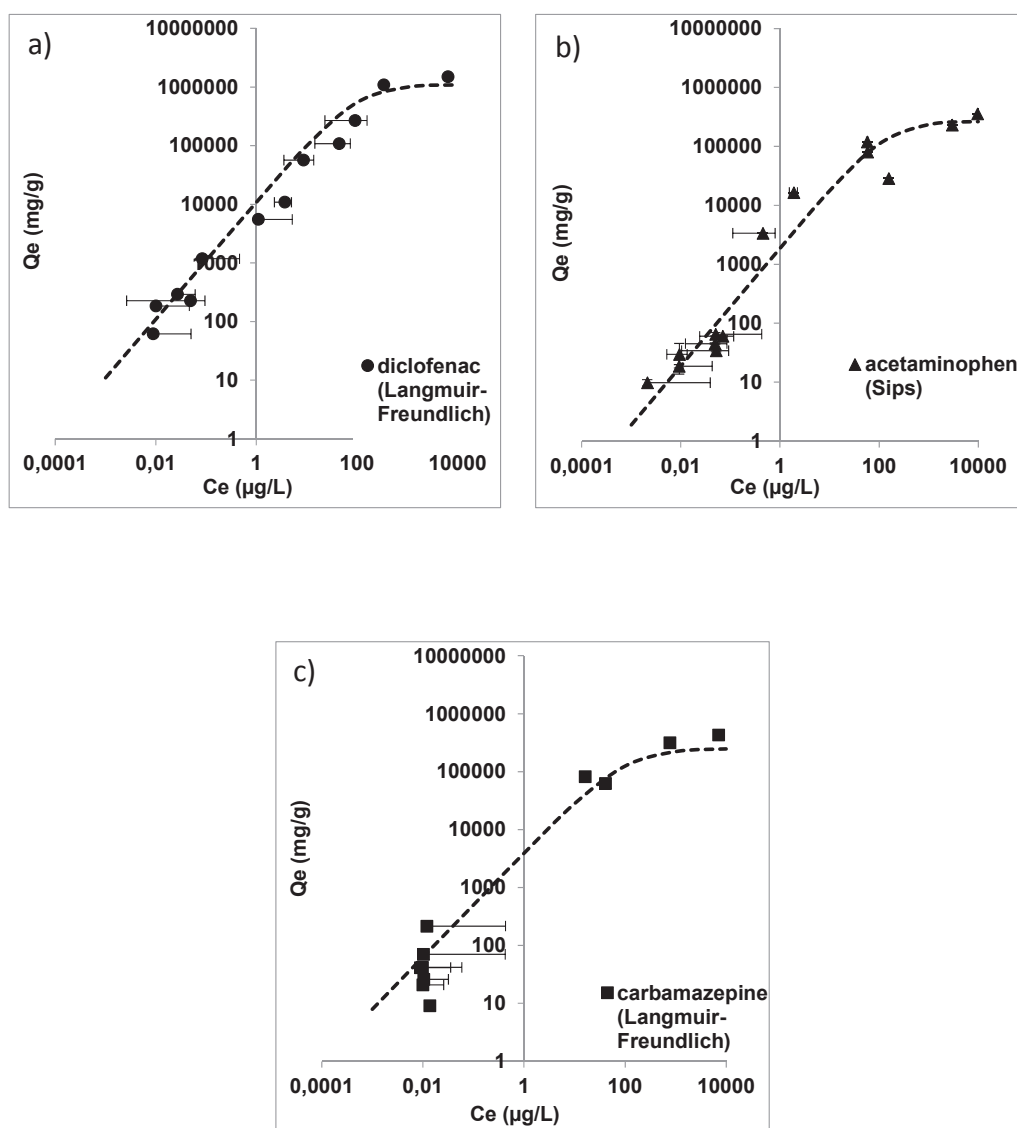 a)
10000000
1000000
100000
10000
1000
100
10
1
Qe (mg/g)
diclofenac
(Langmuir-
Freundlich)
0,0001
0,01
1
100
10000
Ce (µg/L)
b)
10000000
1000000
100000
10000
1000
100
10
1
Qe (mg/g)
acetaminophen
(Sips)
0,0001
0,01
1
100
10000
Ce (µg/L)
c)
10000000
1000000
100000
10000
1000
100
10
1
Qe (mg/g)
carbamazepine
(Langmuir-
Freundlich)
0,0001
0,01
1
100
10000
Ce (µg/L)